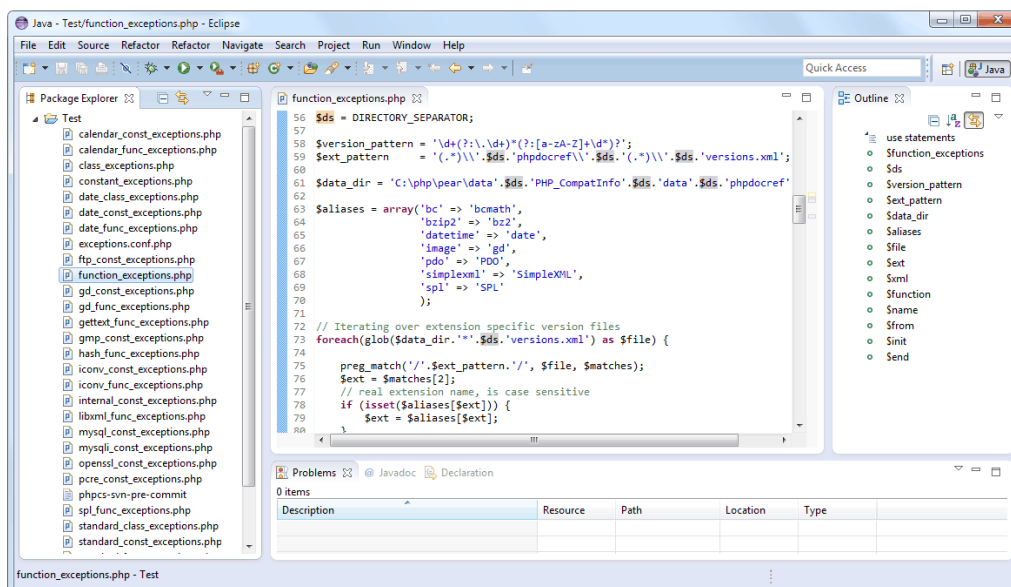 Java - Test/function_exceptions.php - Eclipse
File Edit Source Refactor Refactor Navigate Search Project Run Window Help
Quick Access
Java
Package Explorer
Test
calendar_const_exceptions.php
calendar_func_exceptions.php
class_exceptions.php
constant_exceptions.php
date_class_exceptions.php
date_const_exceptions.php
date_func_exceptions.php
exceptions.conf.php
ftp_const_exceptions.php
function_exceptions.php
gd_const_exceptions.php
gd_func_exceptions.php
gettext_func_exceptions.php
gmp_const_exceptions.php
hash_func_exceptions.php
iconv_const_exceptions.php
iconv_func_exceptions.php
internal_const_exceptions.php
libxml_func_exceptions.php
mysql_const_exceptions.php
mysqli_const_exceptions.php
openssl_const_exceptions.php
pcre_const_exceptions.php
phpcs-svn-pre-commit
spl_func_exceptions.php
standard_class_exceptions.php
standard_const_exceptions.php
function_exceptions.php
56 $ds = DIRECTORY_SEPARATOR;
57
58 $version_pattern = '\d+(?:\.\d+)*(?:[a-zA-Z]+\d*)?';
59 $ext_pattern     = '(.*)\\'.$ds.'phpdocref\\'.$ds.'(.*)\\'.$ds.'versions.xml';
60
61 $data_dir = 'C:\php\pear\data'.$ds.'PHP_CompatInfo'.$ds.'data'.$ds.'phpdocref'
62
63 $aliases = array('bc' => 'bcmath',
64 'bzip2' => 'bz2',
65 'datetime' => 'date',
66 'image' => 'gd',
67 'pdo' => 'PDO',
68 'simplexml' => 'SimpleXML',
69 'spl' => 'SPL'
70 );
71
72 // Iterating over extension specific version files
73 foreach(glob($data_dir.'*'.$ds.'versions.xml') as $file) {
74
75 preg_match('/'.$ext_pattern.'/', $file, $matches);
76 $ext = $matches[2];
77 // real extension name, is case sensitive
78 if (isset($aliases[$ext])) {
79 $ext = $aliases[$ext];
80 }
Outline
use statements
$function_exceptions
$ds
$version_pattern
$ext_pattern
$data_dir
$aliases
$file
$ext
$xml
$function
$name
$from
$init
$end
Problems @ Javadoc Declaration
0 items
Description Resource Path Location Type
function_exceptions.php - Test